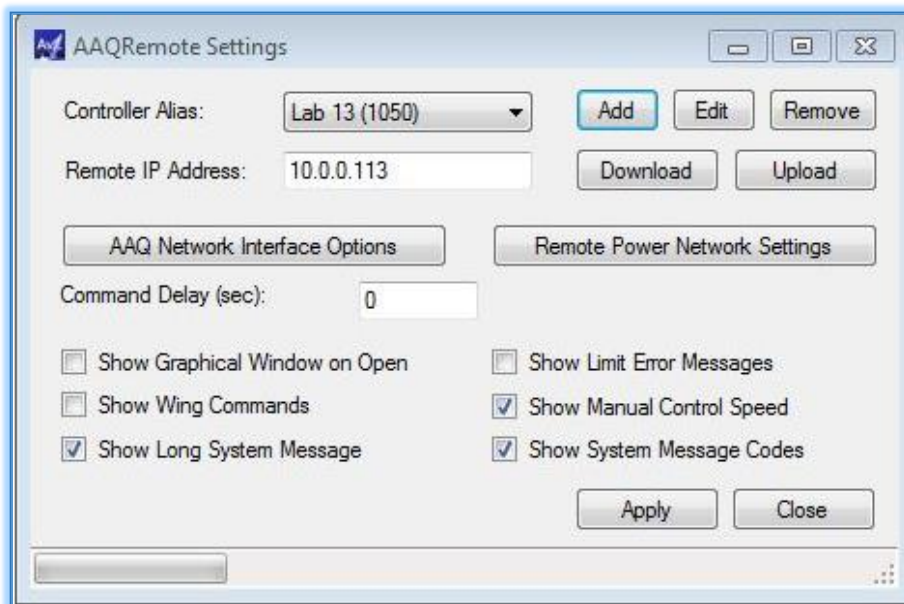 AAQRemote Settings
Controller Alias: Lab 13 (1050) Add Edit Remove
Remote IP Address: 10.0.0.113 Download Upload
AAQ Network Interface Options Remote Power Network Settings
Command Delay (sec): 0
Show Graphical Window on Open Show Limit Error Messages
Show Wing Commands Show Manual Control Speed
Show Long System Message Show System Message Codes
Apply Close